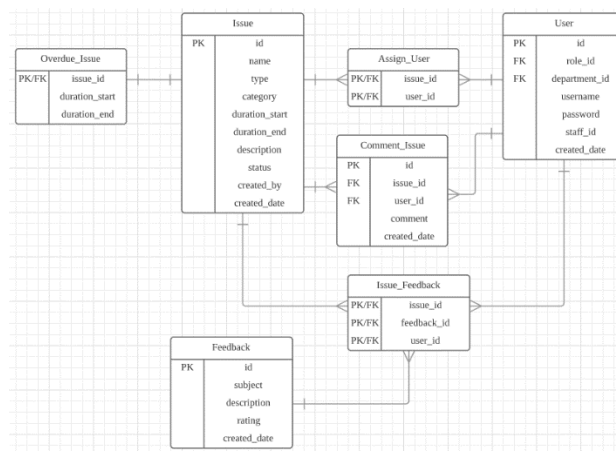 Issue
PK id
name
type
category
duration_start
duration_end
description
status
created_by
created_date
User
PK id
FK role_id
FK department_id
username
password
staff_id
created_date
Overdue_Issue
PK/FK issue_id
duration_start
duration_end
Assign_User
PK/FK issue_id
PK/FK user_id
Comment_Issue
PK id
FK issue_id
FK user_id
comment
created_date
Issue_Feedback
PK/FK issue_id
PK/FK feedback_id
PK/FK user_id
Feedback
PK id
subject
description
rating
created_date